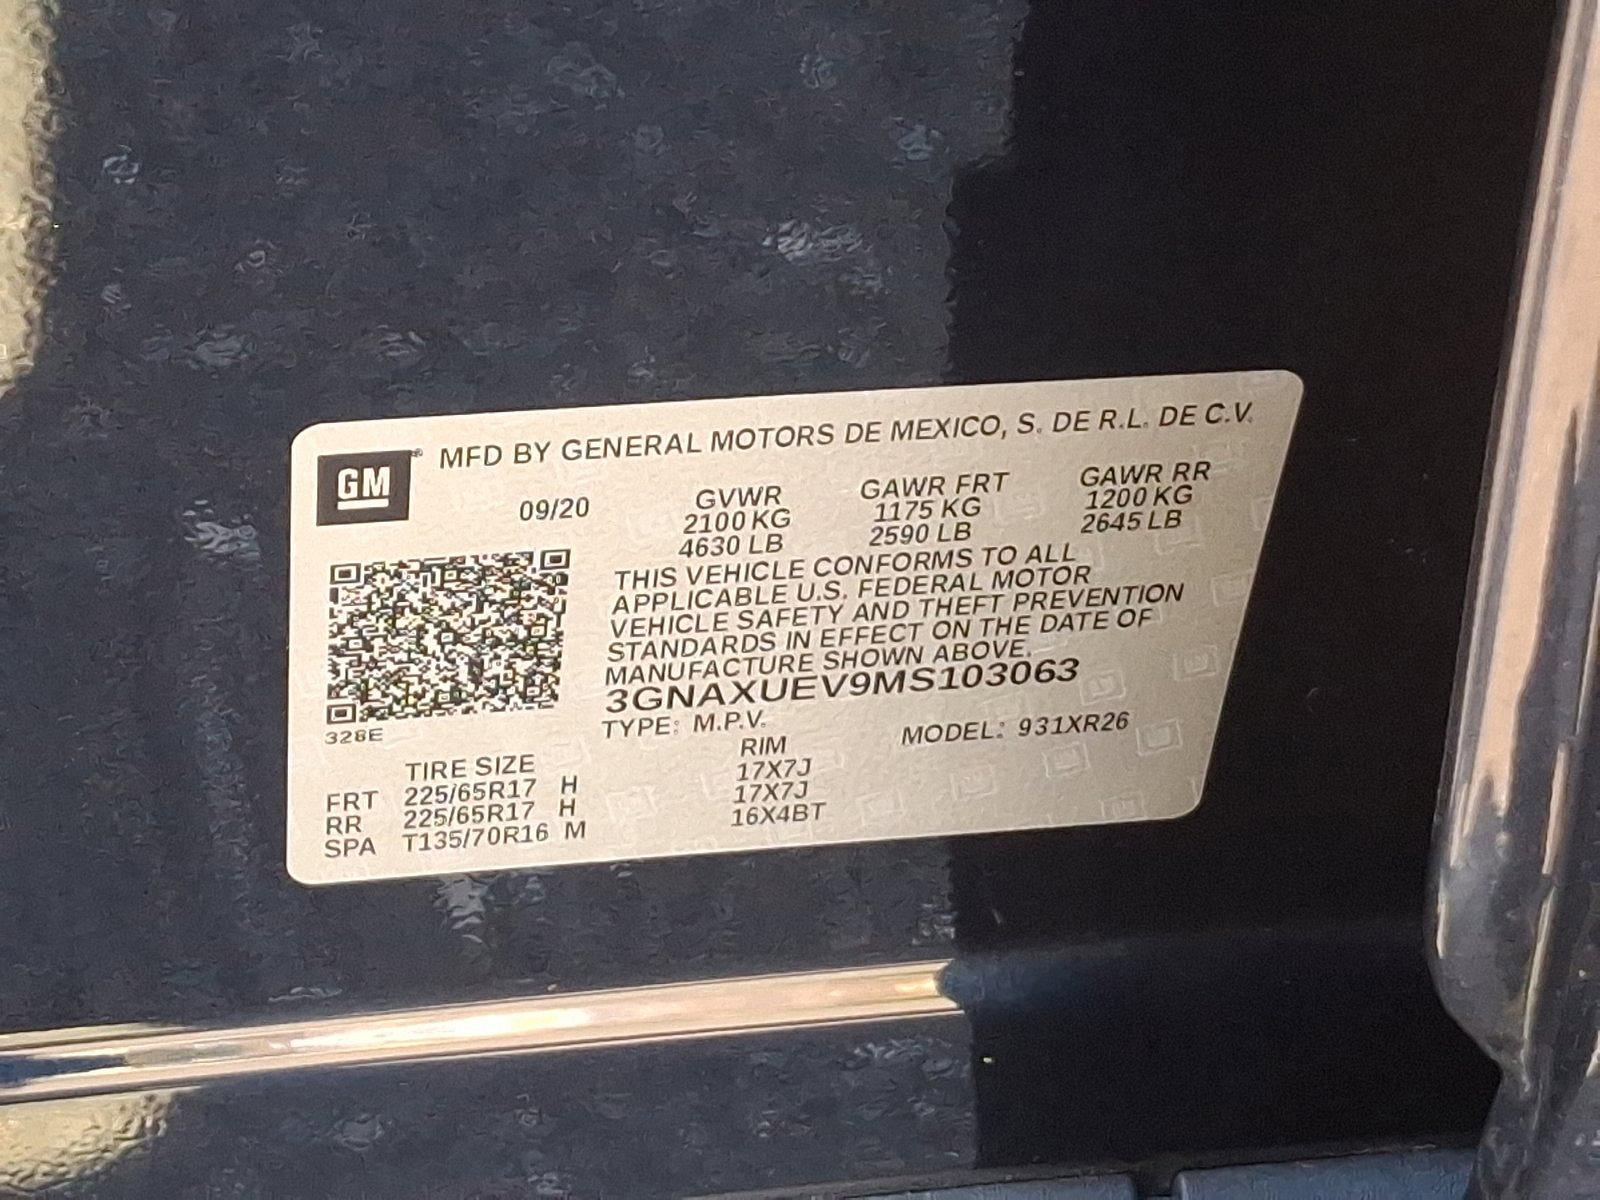 GM MFD BY GENERAL MOTORS DE MEXICO, S. DE R.L. DE C.V.
09/20 GVWR GAWR FRT GAWR RR
2100 KG 1175 KG 1200 KG
4630 LB 2590 LB 2645 LB
THIS VEHICLE CONFORMS TO ALL
APPLICABLE U.S. FEDERAL MOTOR
VEHICLE SAFETY AND THEFT PREVENTION
STANDARDS IN EFFECT ON THE DATE OF
MANUFACTURE SHOWN ABOVE.
3GNAXUEV9MS103063
328E
TYPE: M.P.V. MODEL: 931XR26
TIRE SIZE RIM
FRT 225/65R17 H 17X7J
RR 225/65R17 H 17X7J
SPA T135/70R16 M 16X4BT